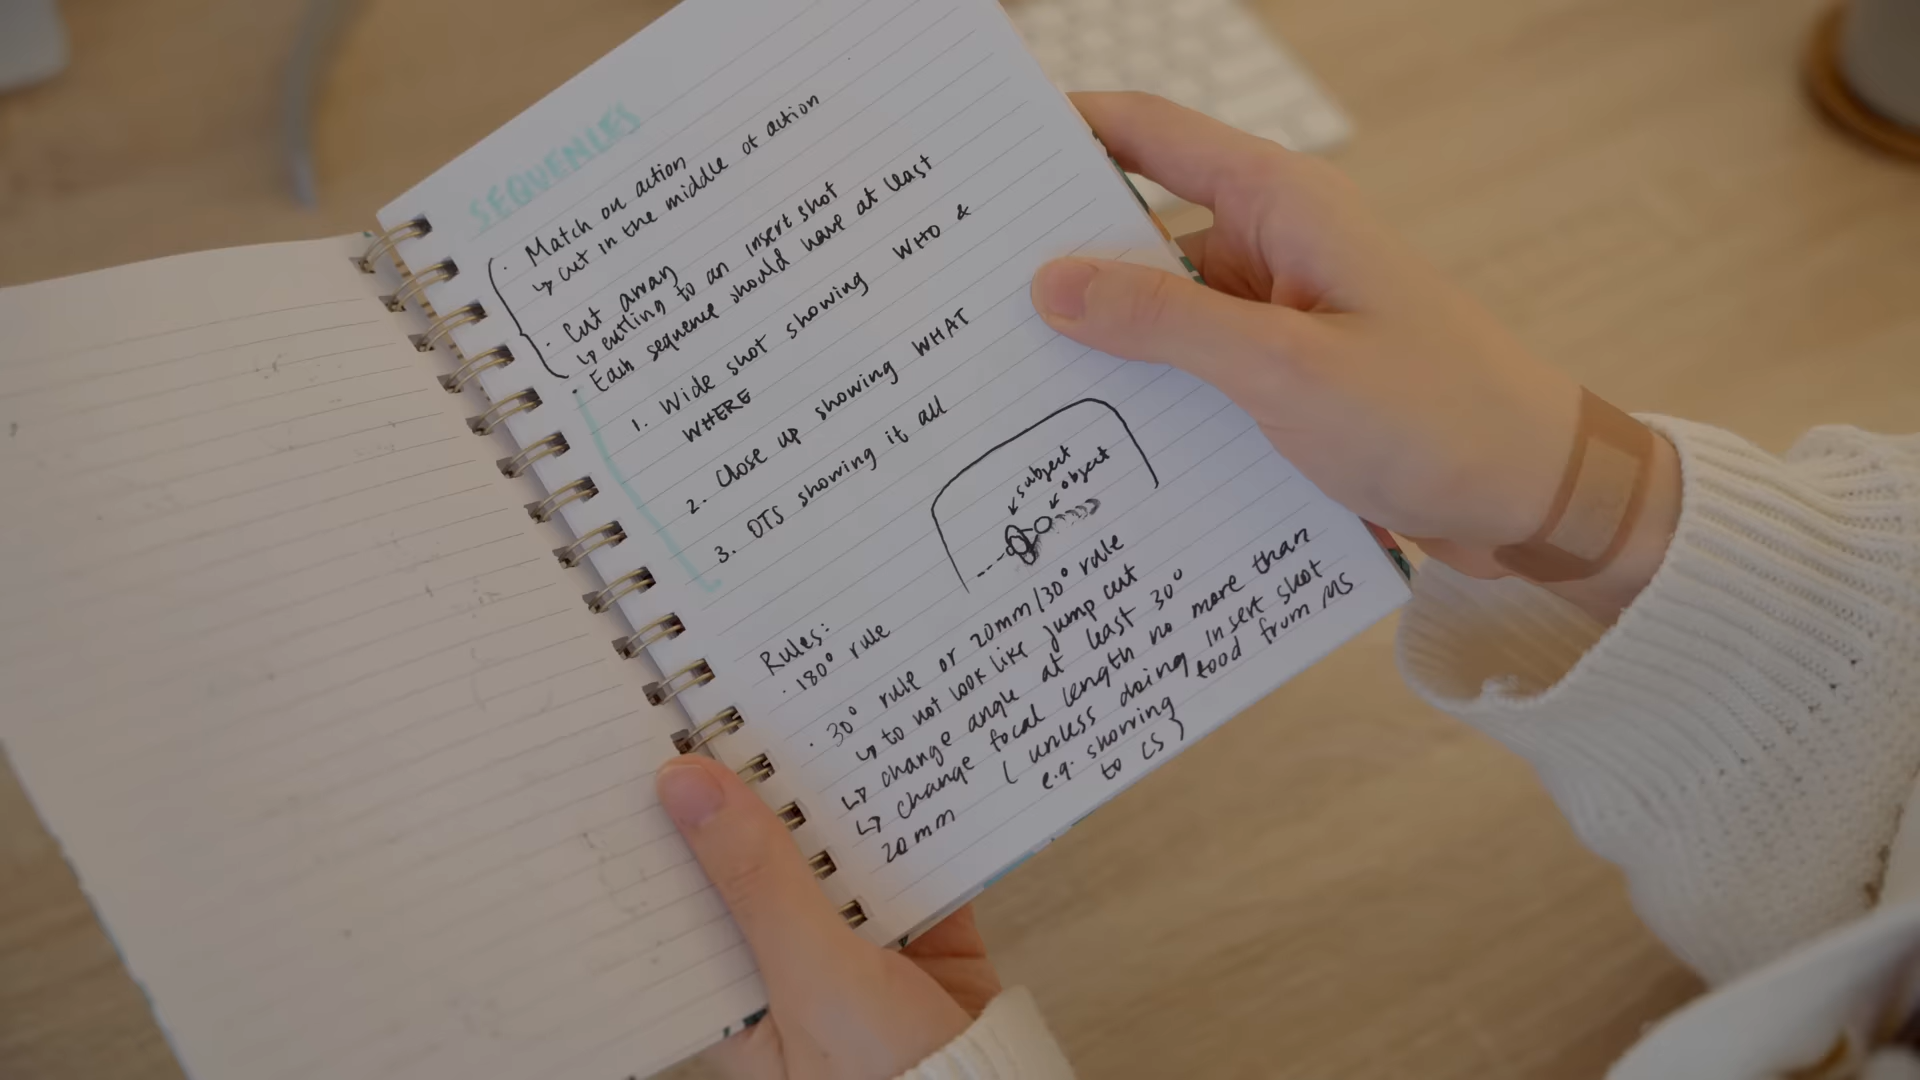 SEQUENCES
· Match on action
↳ cut in the middle of action
· Cut away
↳ cutting to an insert shot
· Each sequence should have at least
1. Wide shot showing WHO &
WHERE
2. Close up showing WHAT
3. OTS showing it all
subject
object
Rules:
· 180° rule
· 30° rule or 20mm/30° rule
↳ to not look like jump cut
↳ change angle at least 30°
↳ change focal length no more than
20mm (unless doing insert shot
e.g. showing food from MS
to CS)